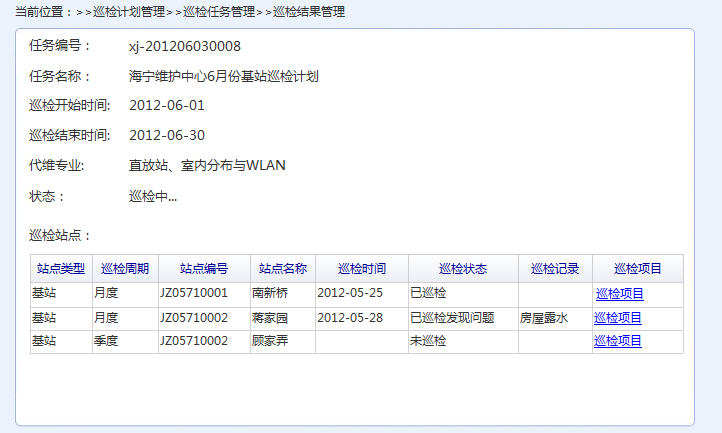 当前位置：>>巡检计划管理>>巡检任务管理>>巡检结果管理
任务编号： xj-201206030008
任务名称： 海宁维护中心6月份基站巡检计划
巡检开始时间: 2012-06-01
巡检结束时间: 2012-06-30
代维专业: 直放站、室内分布与WLAN
状态： 巡检中...
巡检站点：
站点类型 巡检周期 站点编号 站点名称 巡检时间 巡检状态 巡检记录 巡检项目
基站 月度 JZ05710001 南新桥 2012-05-25 已巡检 巡检项目
基站 月度 JZ05710002 蒋家园 2012-05-28 已巡检发现问题 房屋露水 巡检项目
基站 季度 JZ05710002 顾家弄 未巡检 巡检项目